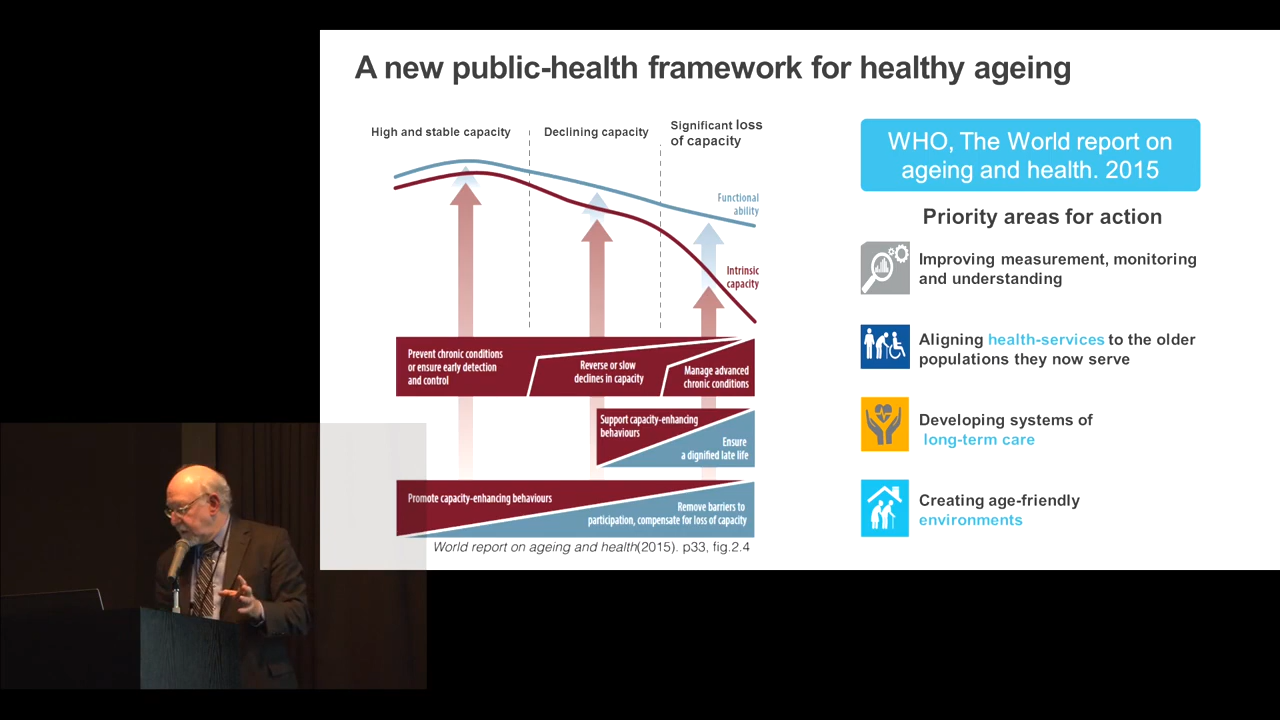 A new public-health framework for healthy ageing
High and stable capacity
Declining capacity
Significant loss
of capacity
Functional
ability
Intrinsic
capacity
Prevent chronic conditions
or ensure early detection
and control
Reverse or slow
declines in capacity
Manage advanced
chronic conditions
Support capacity-enhancing
behaviours
Ensure
a dignified late life
Promote capacity-enhancing behaviours
Remove barriers to
participation, compensate for loss of capacity
World report on ageing and health(2015). p33, fig.2.4
WHO, The World report on
ageing and health. 2015
Priority areas for action
Improving measurement, monitoring
and understanding
Aligning health-services to the older
populations they now serve
Developing systems of
long-term care
Creating age-friendly
environments